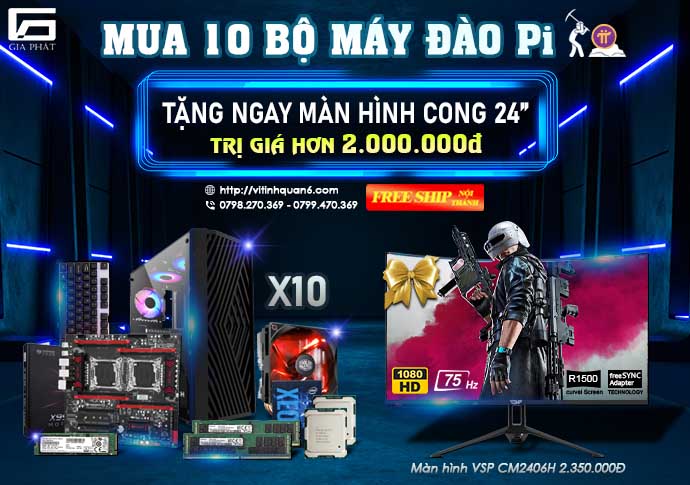 GIA PHÁT
MUA 10 BỘ MÁY ĐÀO Pi
TẶNG NGAY MÀN HÌNH CONG 24”
TRỊ GIÁ HƠN 2.000.000đ
http://vitinhquan6.com
0798.270.369 - 0799.470.369
FREE SHIP NỘI THÀNH
X10
1080 HD
75 Hz
R1500
curvel Screen
freeSYNC
Adapter
TECHNOLOGY
Màn hình VSP CM2406H 2.350.000Đ